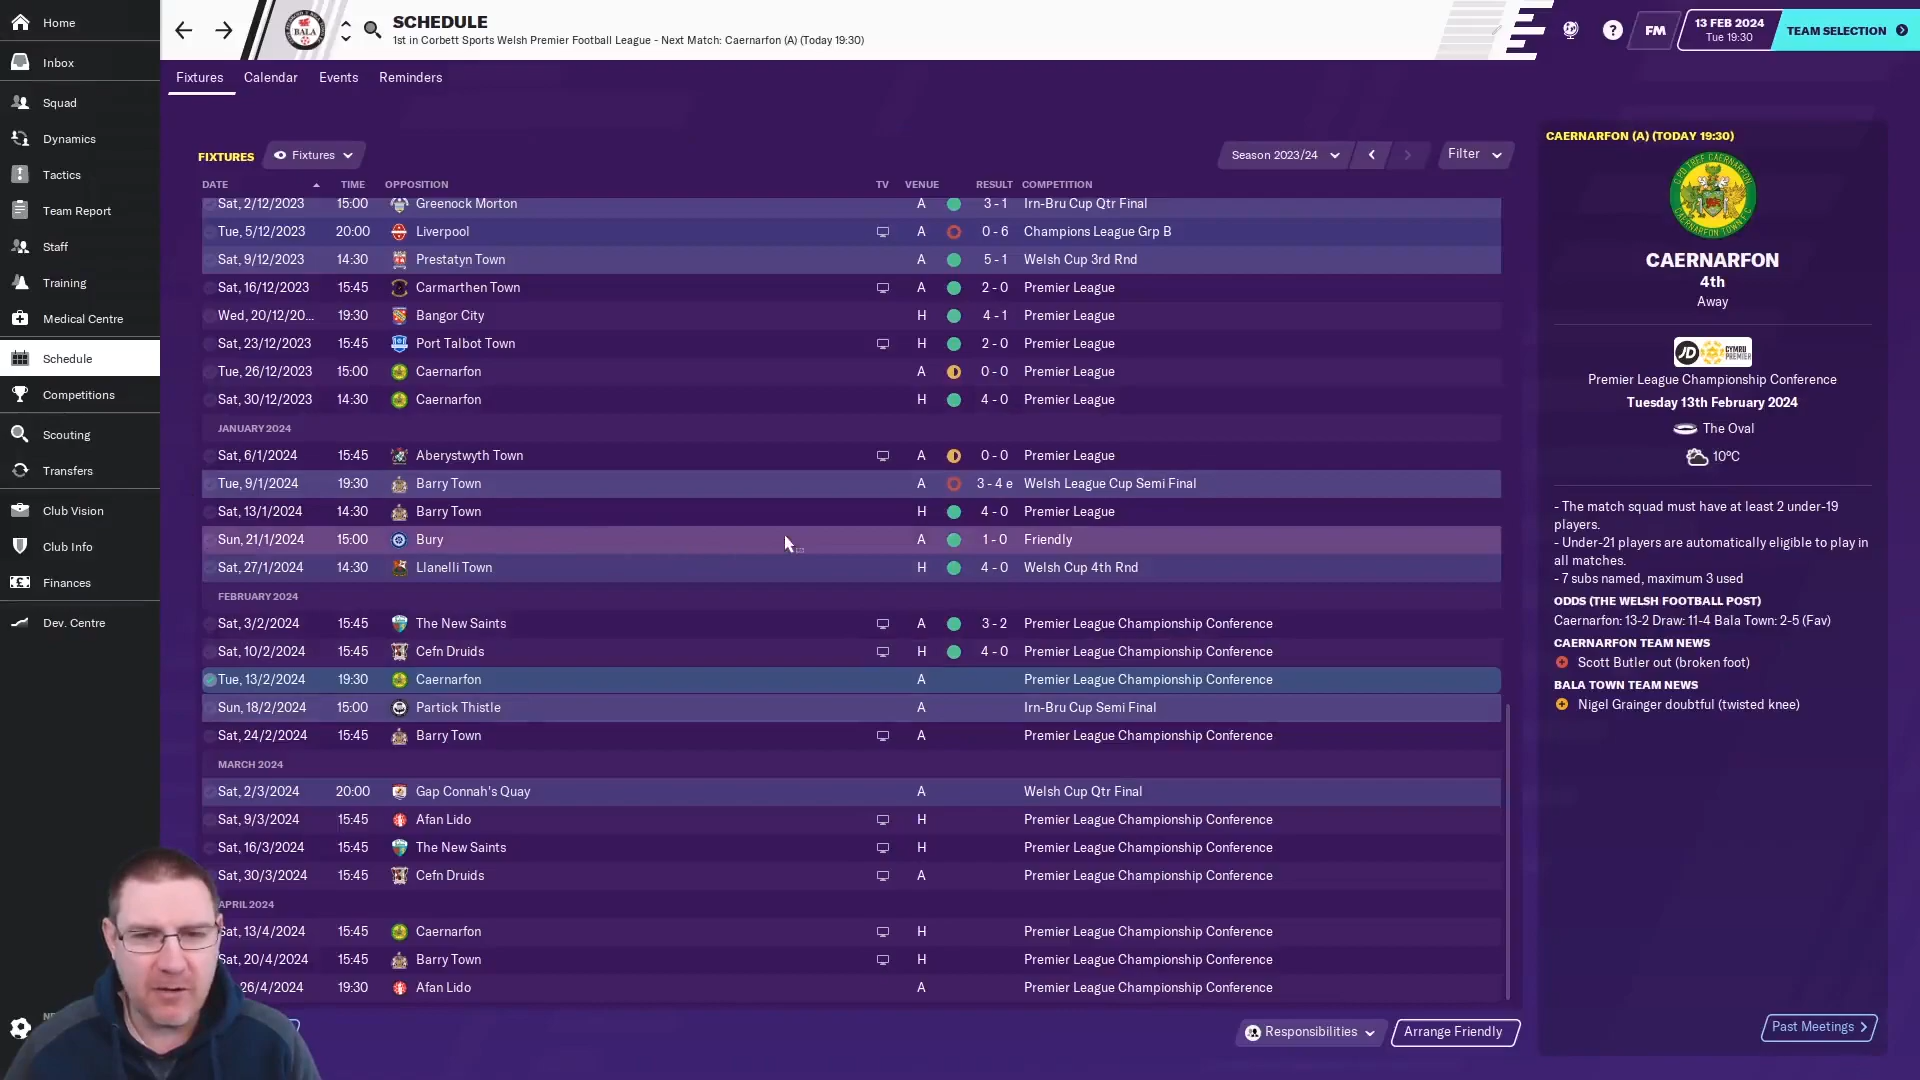 Home
Inbox
Squad
Dynamics
Tactics
Team Report
Staff
Training
Medical Centre
Schedule
Competitions
Scouting
Transfers
Club Vision
Club Info
Finances
Dev. Centre
BALA
SCHEDULE
1st in Corbett Sports Welsh Premier Football League - Next Match: Caernarfon (A) (Today 19:30)
FM
13 FEB 2024
Tue 19:30
TEAM SELECTION
Fixtures Calendar Events Reminders
FIXTURES Fixtures Season 2023/24 Filter
DATE TIME OPPOSITION TV VENUE RESULT COMPETITION
Sat, 2/12/2023 15:00 Greenock Morton A 3 - 1 Irn-Bru Cup Qtr Final
Tue, 5/12/2023 20:00 Liverpool A 0 - 6 Champions League Grp B
Sat, 9/12/2023 14:30 Prestatyn Town A 5 - 1 Welsh Cup 3rd Rnd
Sat, 16/12/2023 15:45 Carmarthen Town A 2 - 0 Premier League
Wed, 20/12/20... 19:30 Bangor City H 4 - 1 Premier League
Sat, 23/12/2023 15:45 Port Talbot Town H 2 - 0 Premier League
Tue, 26/12/2023 15:00 Caernarfon A 0 - 0 Premier League
Sat, 30/12/2023 14:30 Caernarfon H 4 - 0 Premier League
JANUARY 2024
Sat, 6/1/2024 15:45 Aberystwyth Town A 0 - 0 Premier League
Tue, 9/1/2024 19:30 Barry Town A 3 - 4 e Welsh League Cup Semi Final
Sat, 13/1/2024 14:30 Barry Town H 4 - 0 Premier League
Sun, 21/1/2024 15:00 Bury A 1 - 0 Friendly
Sat, 27/1/2024 14:30 Llanelli Town H 4 - 0 Welsh Cup 4th Rnd
FEBRUARY 2024
Sat, 3/2/2024 15:45 The New Saints A 3 - 2 Premier League Championship Conference
Sat, 10/2/2024 15:45 Cefn Druids H 4 - 0 Premier League Championship Conference
Tue, 13/2/2024 19:30 Caernarfon A Premier League Championship Conference
Sun, 18/2/2024 15:00 Partick Thistle A Irn-Bru Cup Semi Final
Sat, 24/2/2024 15:45 Barry Town A Premier League Championship Conference
MARCH 2024
Sat, 2/3/2024 20:00 Gap Connah's Quay A Welsh Cup Qtr Final
Sat, 9/3/2024 15:45 Afan Lido H Premier League Championship Conference
Sat, 16/3/2024 15:45 The New Saints H Premier League Championship Conference
Sat, 30/3/2024 15:45 Cefn Druids A Premier League Championship Conference
APRIL 2024
Sat, 13/4/2024 15:45 Caernarfon H Premier League Championship Conference
Sat, 20/4/2024 15:45 Barry Town H Premier League Championship Conference
26/4/2024 19:30 Afan Lido A Premier League Championship Conference
Responsibilities Arrange Friendly
CAERNARFON (A) (TODAY 19:30)
CAERNARFON
4th
Away
JD CYMRU PREMIER
Premier League Championship Conference
Tuesday 13th February 2024
The Oval
10°C
- The match squad must have at least 2 under-19
players.
- Under-21 players are automatically eligible to play in
all matches.
- 7 subs named, maximum 3 used
ODDS (THE WELSH FOOTBALL POST)
Caernarfon: 13-2 Draw: 11-4 Bala Town: 2-5 (Fav)
CAERNARFON TEAM NEWS
Scott Butler out (broken foot)
BALA TOWN TEAM NEWS
Nigel Grainger doubtful (twisted knee)
Past Meetings